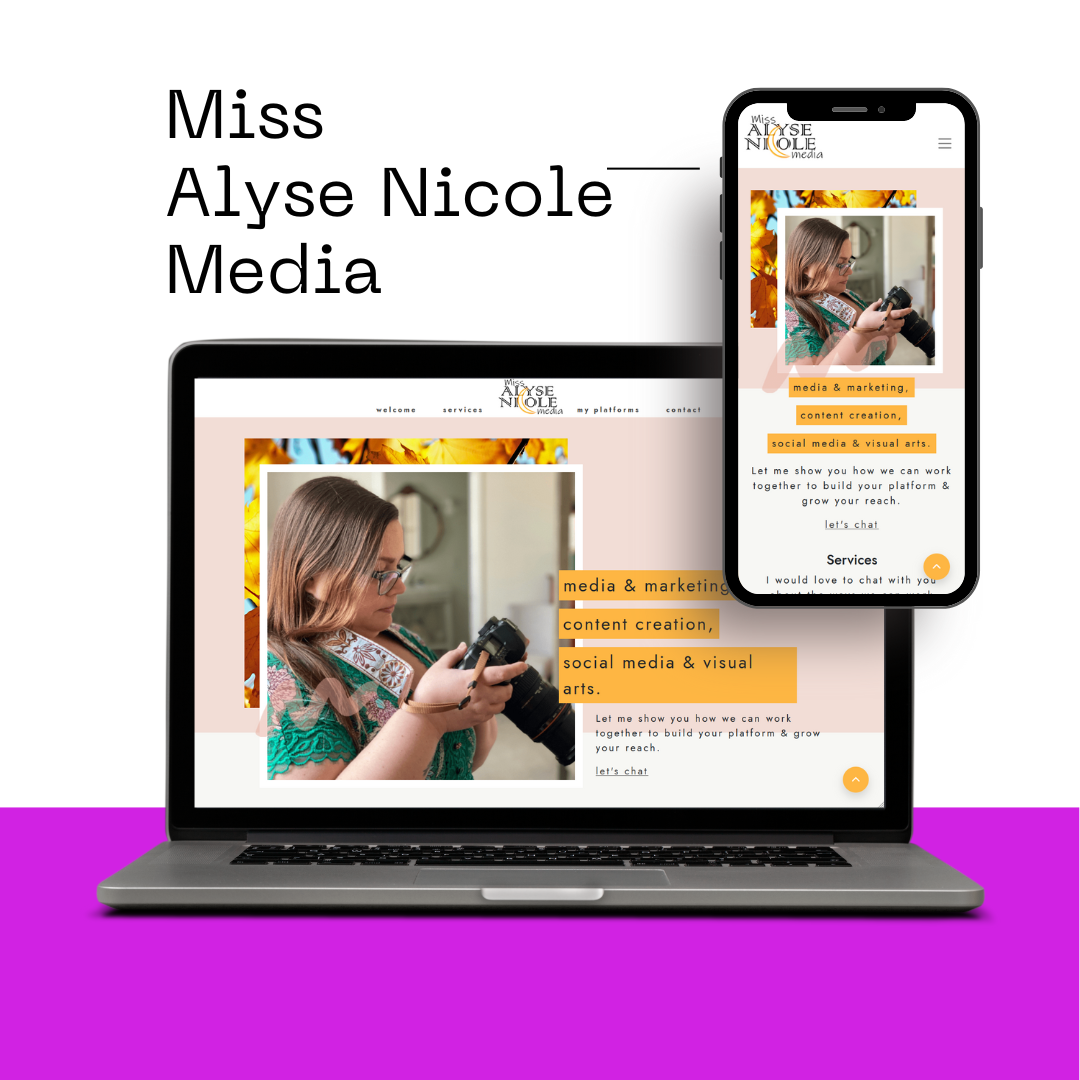 Miss
Alyse Nicole
Media
Miss
ALYSE
NICOLE
media
welcome
services
my platforms
contact
media & marketing
content creation,
social media & visual
arts.
Let me show you how we can work
together to build your platform & grow
your reach.
let's chat
Miss
ALYSE
NICOLE
media
media & marketing,
content creation,
social media & visual arts.
Let me show you how we can work
together to build your platform &
grow your reach.
let's chat
Services
I would love to chat with you